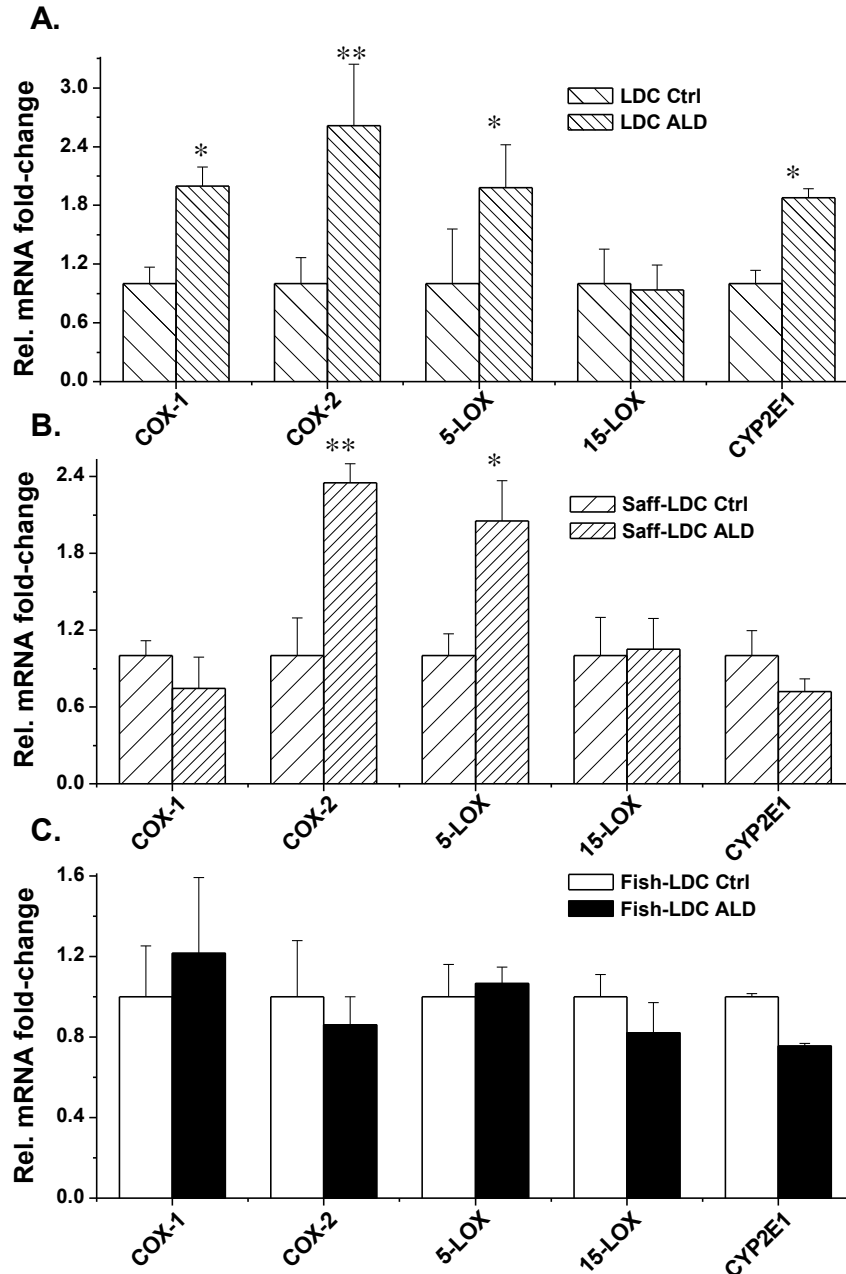 A.
Rel. mRNA fold-change
3.0
2.4
1.8
1.2
0.6
0.0
LDC Ctrl
LDC ALD
*
**
*
*
COX-1
COX-2
5-LOX
15-LOX
CYP2E1
B.
Rel. mRNA fold-change
2.4
1.8
1.2
0.6
0.0
Saff-LDC Ctrl
Saff-LDC ALD
**
*
COX-1
COX-2
5-LOX
15-LOX
CYP2E1
C.
Rel. mRNA fold-change
1.6
1.2
0.8
0.4
0.0
Fish-LDC Ctrl
Fish-LDC ALD
COX-1
COX-2
5-LOX
15-LOX
CYP2E1